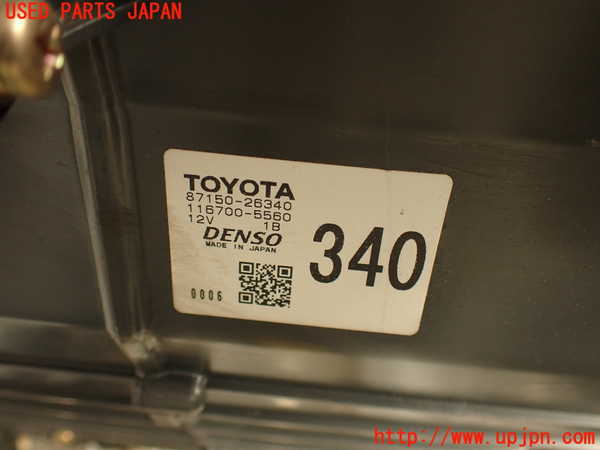 USED PARTS JAPAN
TOYOTA
87150-26340
116700-5560
12V 1B
DENSO
MADE IN JAPAN
340
0006
http://www.upjpn.com